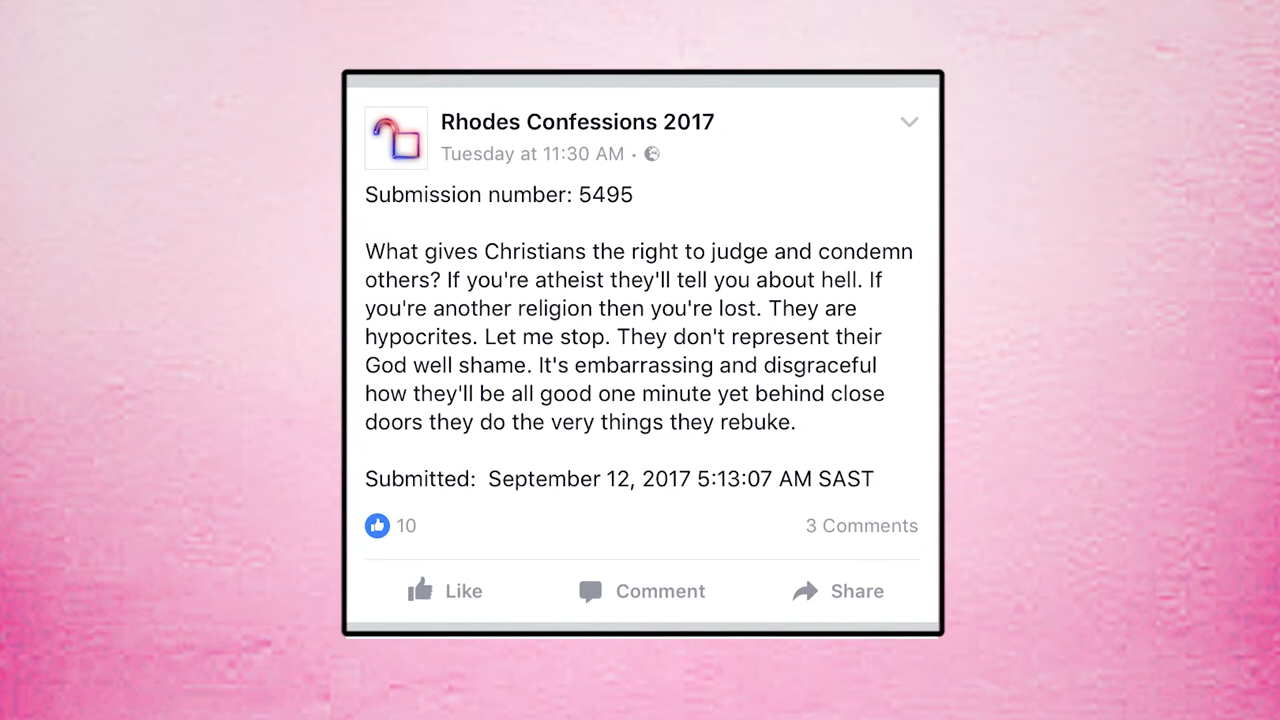 Rhodes Confessions 2017
Tuesday at 11:30 AM ·
Submission number: 5495
What gives Christians the right to judge and condemn
others? If you're atheist they'll tell you about hell. If
you're another religion then you're lost. They are
hypocrites. Let me stop. They don't represent their
God well shame. It's embarrassing and disgraceful
how they'll be all good one minute yet behind close
doors they do the very things they rebuke.
Submitted:  September 12, 2017 5:13:07 AM SAST
10
3 Comments
Like
Comment
Share